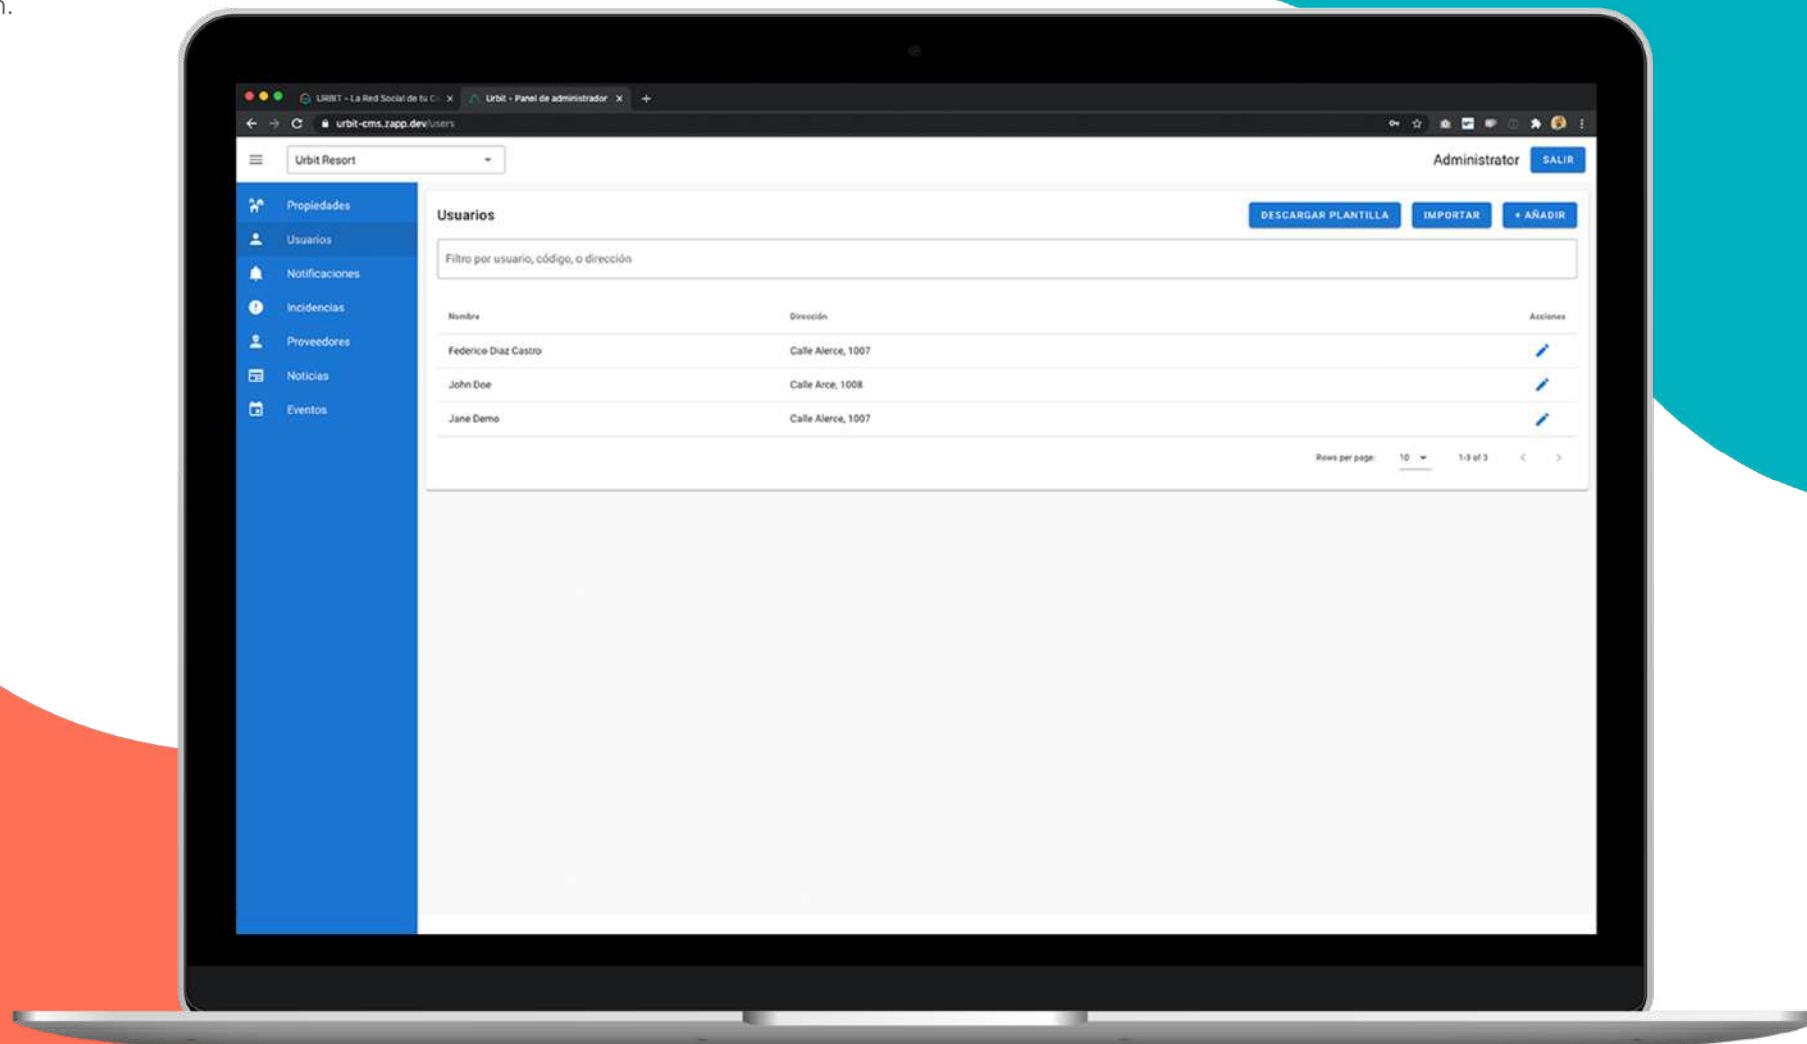 n.
URBIT - La Red Social de tu C
Urbit - Panel de administrador
urbit-cms.zapp.dev/users
Urbit Resort
Administrator
SALIR
Propiedades
Usuarios
Notificaciones
Incidencias
Proveedores
Noticias
Eventos
Usuarios
DESCARGAR PLANTILLA
IMPORTAR
+ AÑADIR
Filtro por usuario, código, o dirección
Nombre Dirección Acciones
Federico Diaz Castro Calle Alerce, 1007
John Doe Calle Arce, 1008
Jane Demo Calle Alerce, 1007
Rows per page: 10 1-3 of 3